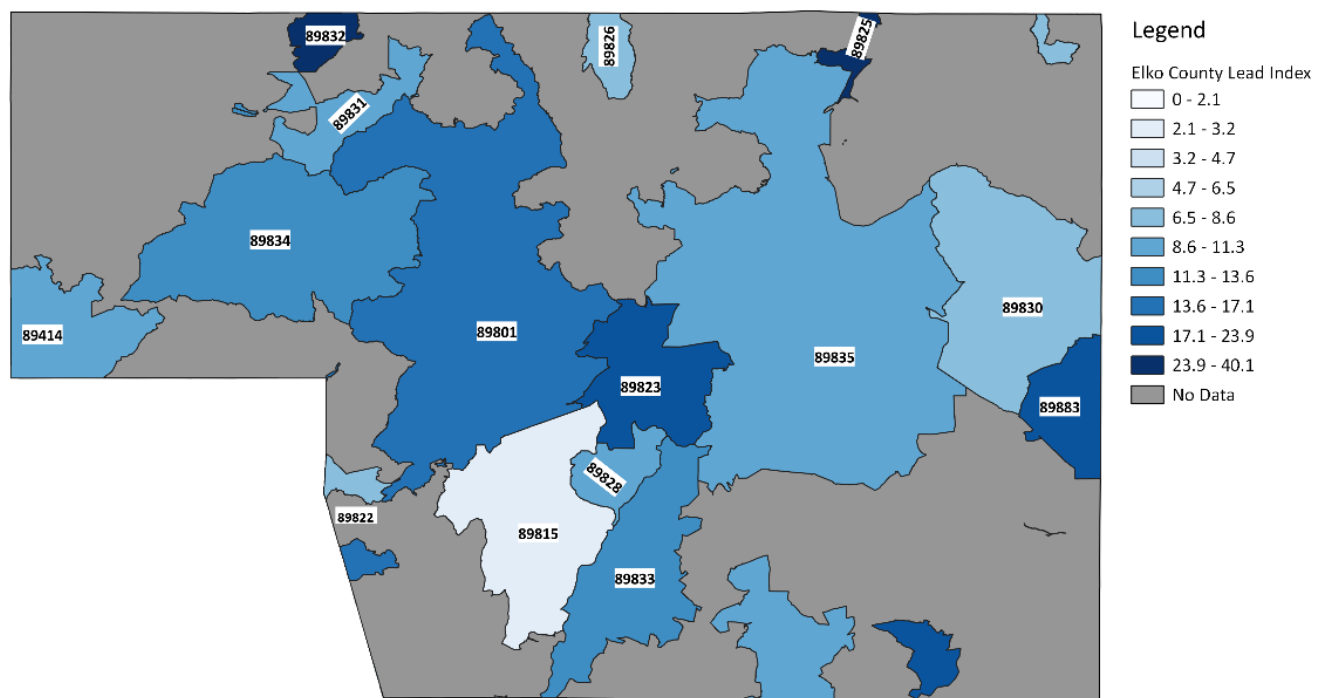 89832
89826
89825
89831
89834
89414
89801
89835
89830
89823
89883
89828
89822
89815
89833
Legend
Elko County Lead Index
0 - 2.1
2.1 - 3.2
3.2 - 4.7
4.7 - 6.5
6.5 - 8.6
8.6 - 11.3
11.3 - 13.6
13.6 - 17.1
17.1 - 23.9
23.9 - 40.1
No Data